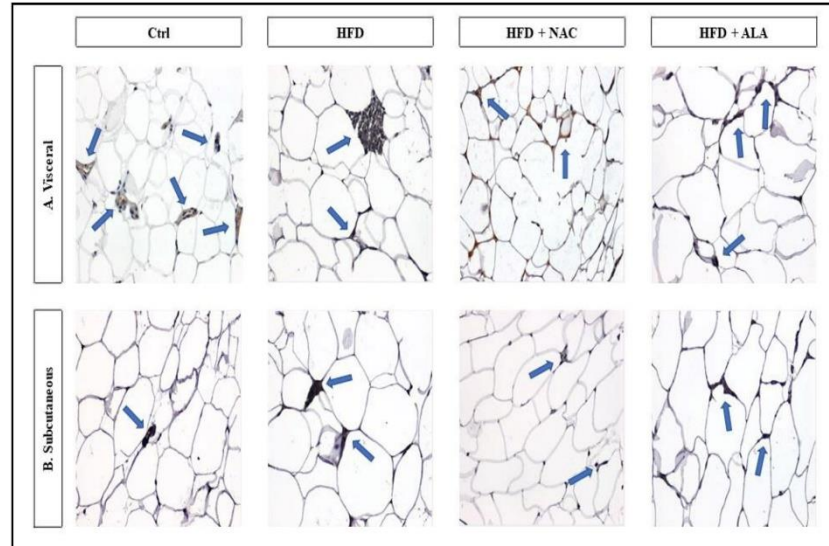 Ctrl
HFD
HFD + NAC
HFD + ALA
A. Visceral
B. Subcutaneous